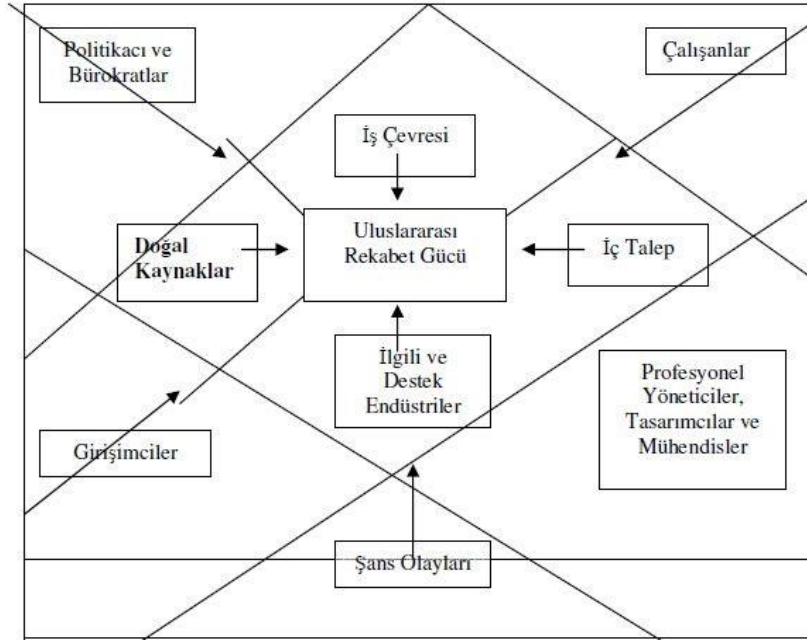 Politikacı ve
Bürokratlar
Çalışanlar
İş Çevresi
Doğal
Kaynaklar
Uluslararası
Rekabet Gücü
İç Talep
İlgili ve
Destek
Endüstriler
Profesyonel
Yöneticiler,
Tasarımcılar ve
Mühendisler
Girişimciler
Şans Olayları